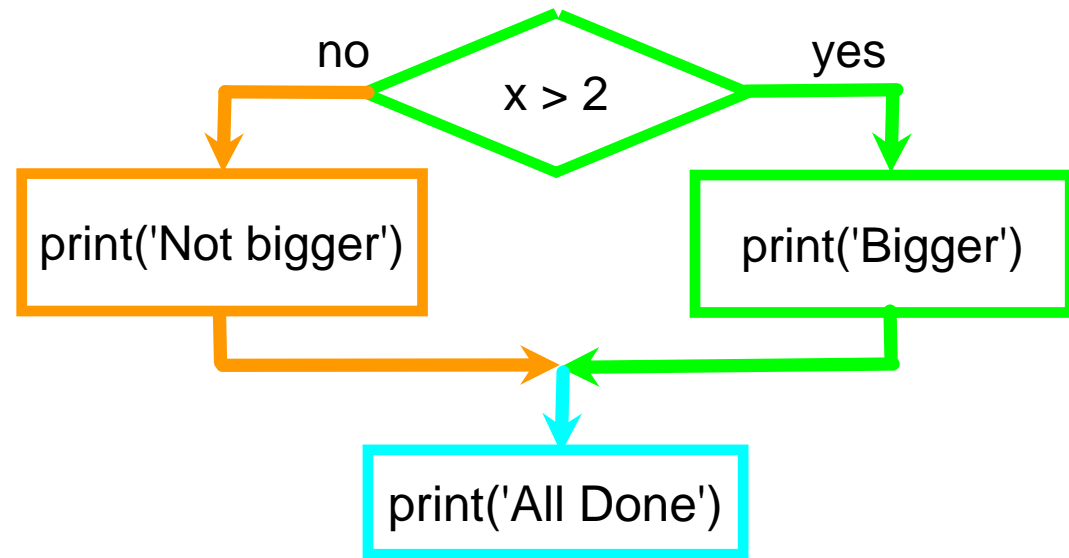 no
yes
x > 2
print('Not bigger')
print('Bigger')
print('All Done')